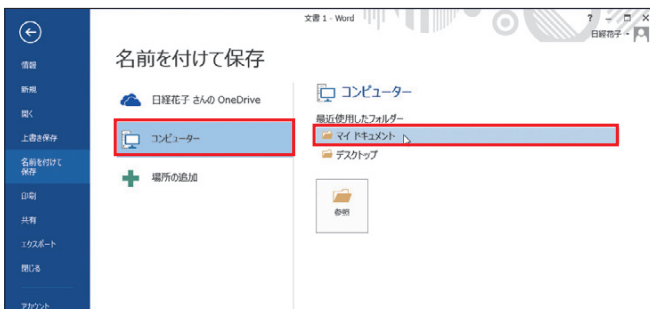 文書 1 - Word
?
日経花子
情報
新規
開く
上書き保存
名前を付けて
保存
印刷
共有
エクスポート
閉じる
アカウント
名前を付けて保存
日経花子 さんの OneDrive
コンピューター
場所の追加
コンピューター
最近使用したフォルダー
マイ ドキュメント
デスクトップ
参照